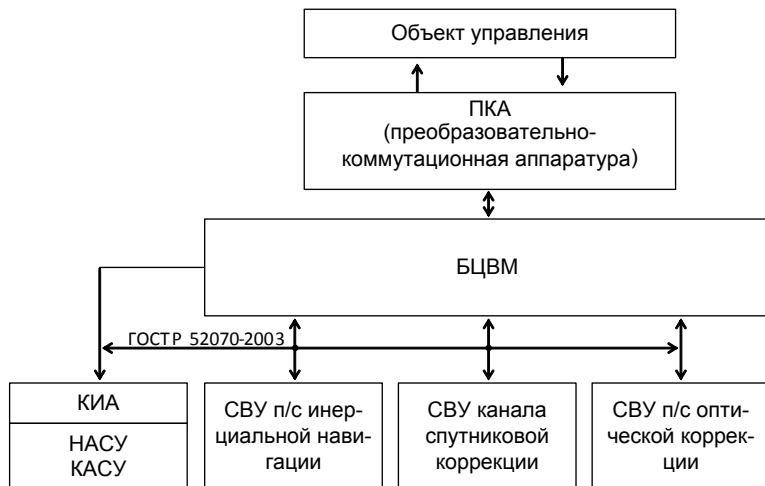 Объект управления
ПКА
(преобразовательно-
коммутационная аппаратура)
БЦВМ
ГОСТ Р 52070-2003
КИА
НАСУ
КАСУ
СВУ п/с инер-
циальной нави-
гации
СВУ канала
спутниковой
коррекции
СВУ п/с опти-
ческой коррек-
ции